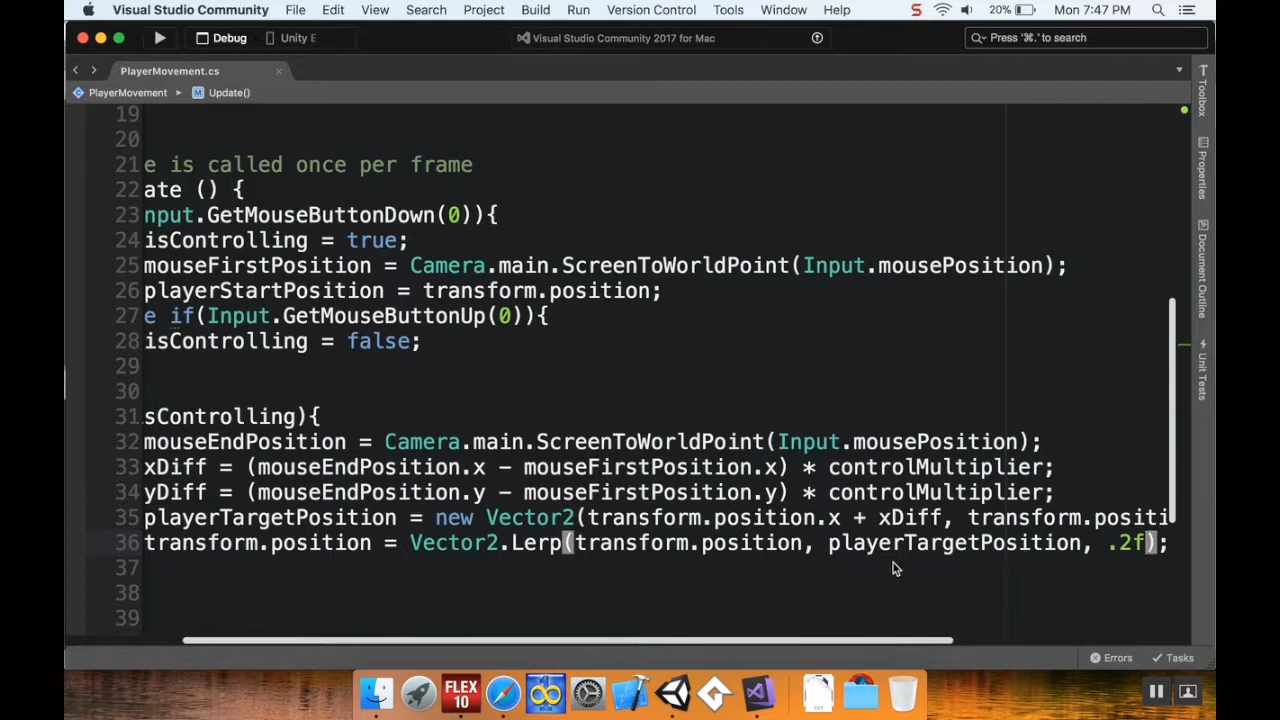 Visual Studio Community File Edit View Search Project Build Run Version Control Tools Window Help S 20% Mon 7:47 PM
Debug Unity E Visual Studio Community 2017 for Mac Press '⌘.' to search
PlayerMovement.cs
PlayerMovement Update()
19
20
21 e is called once per frame
22 ate () {
23 nput.GetMouseButtonDown(0)){
24 isControlling = true;
25 mouseFirstPosition = Camera.main.ScreenToWorldPoint(Input.mousePosition);
26 playerStartPosition = transform.position;
27 e if(Input.GetMouseButtonUp(0)){
28 isControlling = false;
29
30
31 sControlling){
32 mouseEndPosition = Camera.main.ScreenToWorldPoint(Input.mousePosition);
33 xDiff = (mouseEndPosition.x - mouseFirstPosition.x) * controlMultiplier;
34 yDiff = (mouseEndPosition.y - mouseFirstPosition.y) * controlMultiplier;
35 playerTargetPosition = new Vector2(transform.position.x + xDiff, transform.positi
36 transform.position = Vector2.Lerp(transform.position, playerTargetPosition, .2f);
37
38
39
Toolbox
Properties
Document Outline
Unit Tests
Errors Tasks
FLEX
10